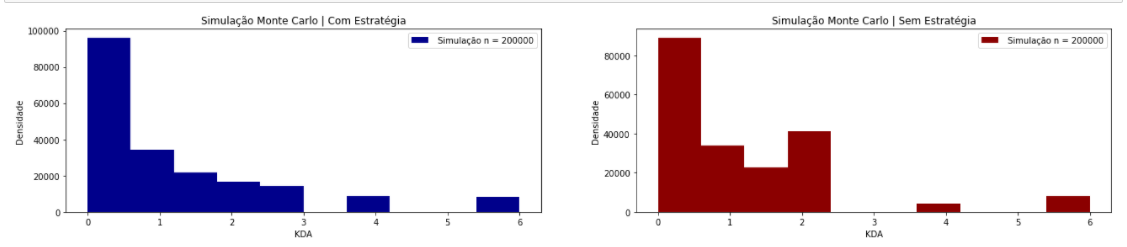 Simulação Monte Carlo | Com Estratégia
Simulação n = 200000
Densidade
100000
80000
60000
40000
20000
0
0 1 2 3 4 5 6
KDA
Simulação Monte Carlo | Sem Estratégia
Simulação n = 200000
Densidade
80000
60000
40000
20000
0
0 1 2 3 4 5 6
KDA